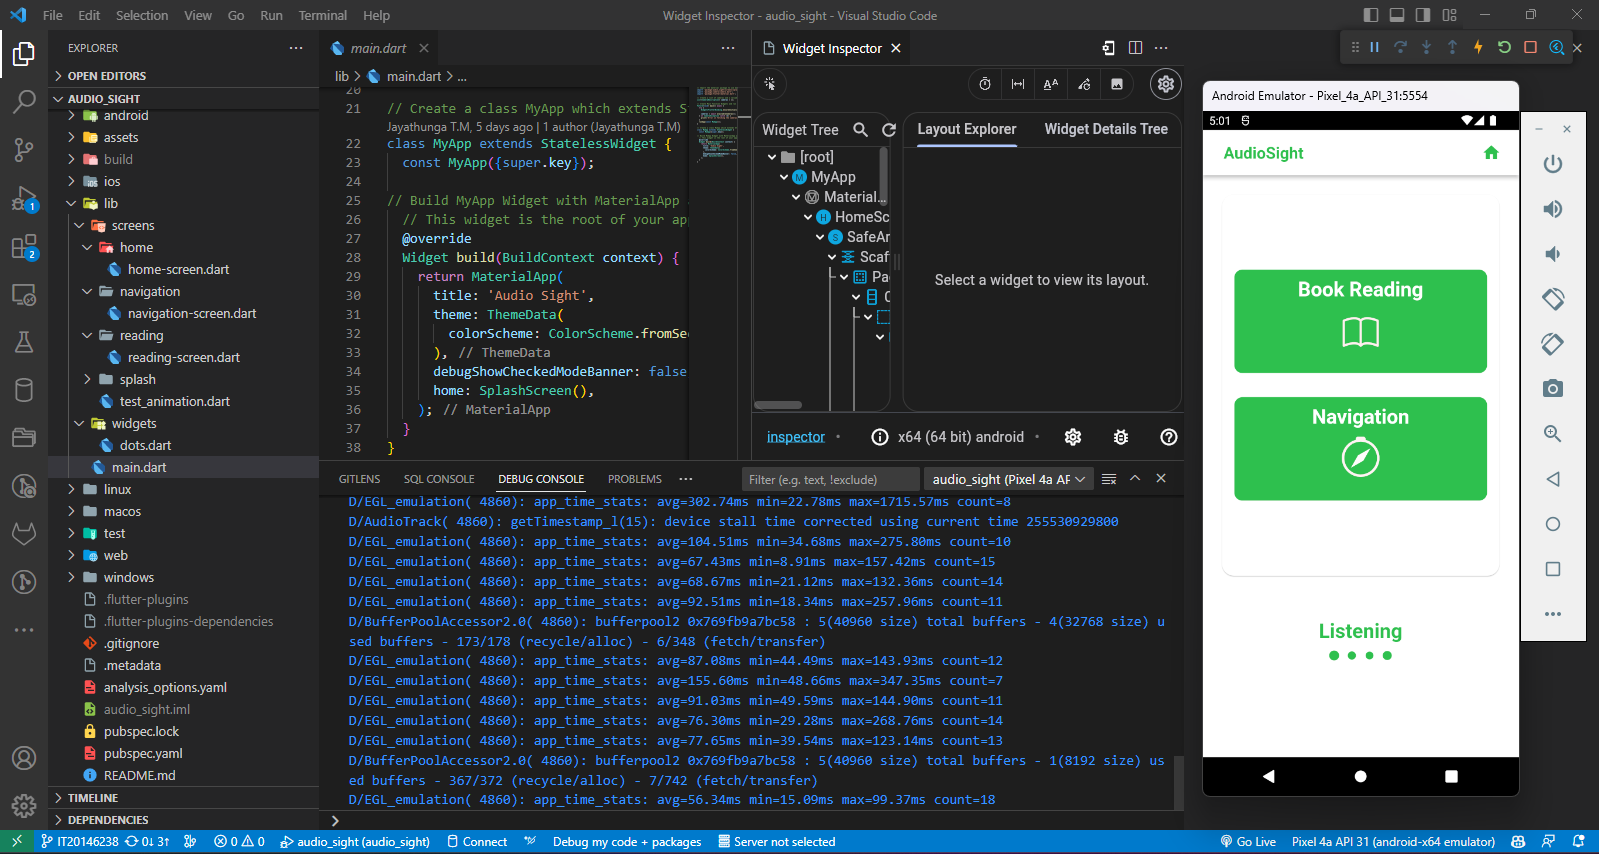 File Edit Selection View Go Run Terminal Help
Widget Inspector - audio_sight - Visual Studio Code
EXPLORER
OPEN EDITORS
AUDIO_SIGHT
android
assets
build
ios
lib
screens
home
home-screen.dart
navigation
navigation-screen.dart
reading
reading-screen.dart
splash
test_animation.dart
widgets
dots.dart
main.dart
linux
macos
test
web
windows
.flutter-plugins
.flutter-plugins-dependencies
.gitignore
.metadata
analysis_options.yaml
audio_sight.iml
pubspec.lock
pubspec.yaml
README.md
TIMELINE
DEPENDENCIES
1
2
main.dart
lib > main.dart > ...
20
21 // Create a class MyApp which extends S
Jayathunga T.M, 5 days ago | 1 author (Jayathunga T.M)
22 class MyApp extends StatelessWidget {
23 const MyApp({super.key});
24
25 // Build MyApp Widget with MaterialApp
26 // This widget is the root of your app
27 @override
28 Widget build(BuildContext context) {
29 return MaterialApp(
30 title: 'Audio Sight',
31 theme: ThemeData(
32 colorScheme: ColorScheme.fromSe
33 ), // ThemeData
34 debugShowCheckedModeBanner: false
35 home: SplashScreen(),
36 ); // MaterialApp
37 }
38 }
Widget Inspector
Widget Tree
[root]
MyApp
Material...
HomeSc
SafeAr
Scaf
Pa
C
Layout Explorer
Widget Details Tree
Select a widget to view its layout.
inspector • x64 (64 bit) android •
GITLENS SQL CONSOLE DEBUG CONSOLE PROBLEMS ...
Filter (e.g. text, !exclude)
audio_sight (Pixel 4a AF
D/EGL_emulation( 4860): app_time_stats: avg=302.74ms min=22.78ms max=1715.57ms count=8
D/AudioTrack( 4860): getTimestamp_l(15): device stall time corrected using current time 255530929800
D/EGL_emulation( 4860): app_time_stats: avg=104.51ms min=34.68ms max=275.80ms count=10
D/EGL_emulation( 4860): app_time_stats: avg=67.43ms min=8.91ms max=157.42ms count=15
D/EGL_emulation( 4860): app_time_stats: avg=68.67ms min=21.12ms max=132.36ms count=14
D/EGL_emulation( 4860): app_time_stats: avg=92.51ms min=18.34ms max=257.96ms count=11
D/BufferPoolAccessor2.0( 4860): bufferpool2 0x769fb9a7bc58 : 5(40960 size) total buffers - 4(32768 size) u
sed buffers - 173/178 (recycle/alloc) - 6/348 (fetch/transfer)
D/EGL_emulation( 4860): app_time_stats: avg=87.08ms min=44.49ms max=143.93ms count=12
D/EGL_emulation( 4860): app_time_stats: avg=155.60ms min=48.66ms max=347.35ms count=7
D/EGL_emulation( 4860): app_time_stats: avg=91.03ms min=49.59ms max=144.90ms count=11
D/EGL_emulation( 4860): app_time_stats: avg=76.30ms min=29.28ms max=268.76ms count=14
D/EGL_emulation( 4860): app_time_stats: avg=77.65ms min=39.54ms max=123.14ms count=13
D/BufferPoolAccessor2.0( 4860): bufferpool2 0x769fb9a7bc58 : 5(40960 size) total buffers - 1(8192 size) us
ed buffers - 367/372 (recycle/alloc) - 7/742 (fetch/transfer)
D/EGL_emulation( 4860): app_time_stats: avg=56.34ms min=15.09ms max=99.37ms count=18
Android Emulator - Pixel_4a_API_31:5554
5:01
AudioSight
Book Reading
Navigation
Listening
IT20146238 0↓ 3↑ 0 0 audio_sight (audio_sight) Connect Debug my code + packages Server not selected
Go Live Pixel 4a API 31 (android-x64 emulator)